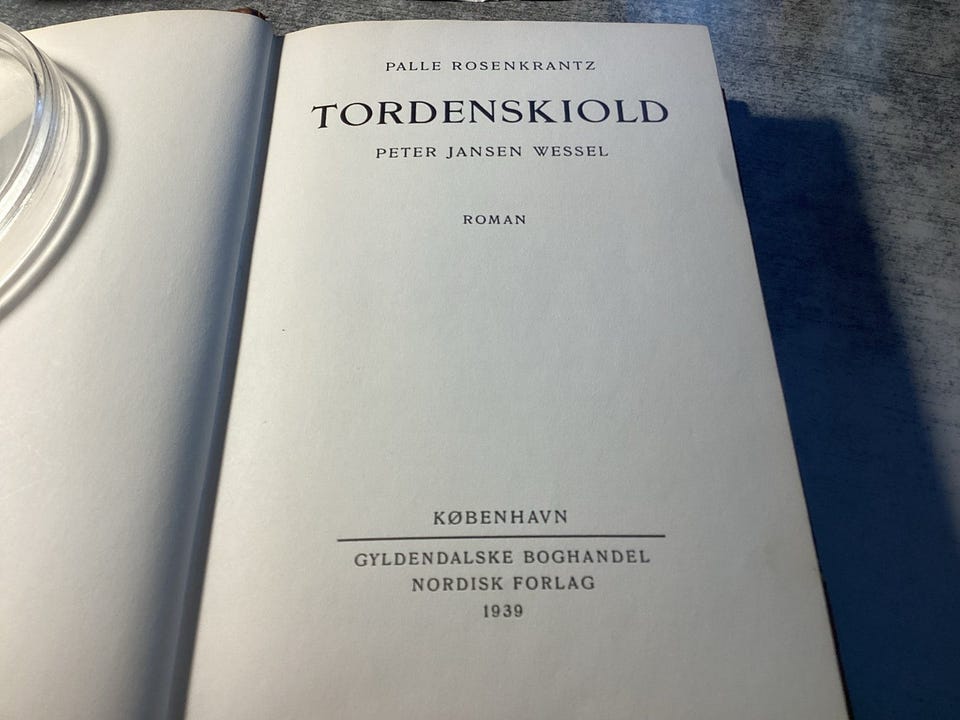 PALLE ROSENKRANTZ
TORDENSKIOLD
PETER JANSEN WESSEL
ROMAN
KØBENHAVN
GYLDENDALSKE BOGHANDEL
NORDISK FORLAG
1939